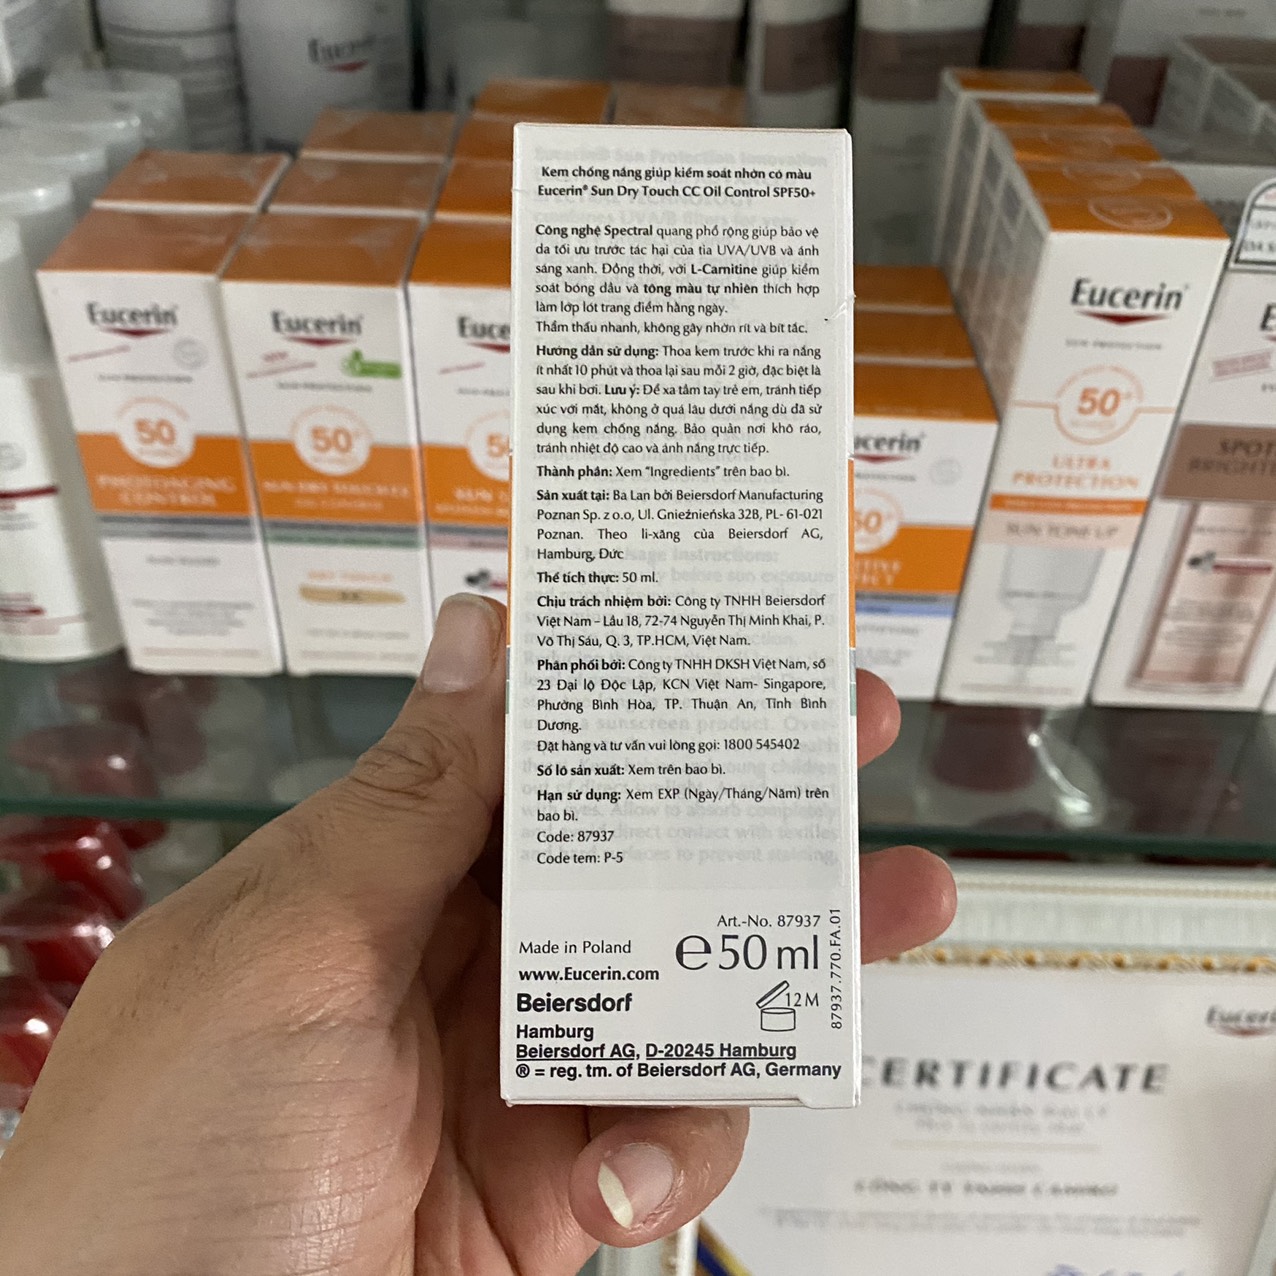 Kem chống nắng giúp kiểm soát nhờn có màu
Eucerin® Sun Dry Touch CC Oil Control SPF50+
Công nghệ Spectral quang phổ rộng giúp bảo vệ
da tối ưu trước tác hại của tia UVA/UVB và ánh
sáng xanh. Đồng thời, với L-Carnitine giúp kiểm
soát bóng dầu và tông màu tự nhiên thích hợp
làm lớp lót trang điểm hằng ngày.
Thẩm thấu nhanh, không gây nhờn rít và bít tắc.
Hướng dẫn sử dụng: Thoa kem trước khi ra nắng
ít nhất 10 phút và thoa lại sau mỗi 2 giờ, đặc biệt là
sau khi bơi. Lưu ý: Để xa tầm tay trẻ em, tránh tiếp
xúc với mắt, không ở quá lâu dưới nắng dù đã sử
dụng kem chống nắng. Bảo quản nơi khô ráo,
tránh nhiệt độ cao và ánh nắng trực tiếp.
Thành phần: Xem "Ingredients" trên bao bì.
Sản xuất tại: Ba Lan bởi Beiersdorf Manufacturing
Poznan Sp. z o.o, Ul. Gnieźnieńska 32B, PL- 61-021
Poznan. Theo li-xăng của Beiersdorf AG,
Hamburg, Đức
Thể tích thực: 50 ml.
Chịu trách nhiệm bởi: Công ty TNHH Beiersdorf
Việt Nam – Lầu 18, 72-74 Nguyễn Thị Minh Khai, P.
Võ Thị Sáu, Q. 3, TP.HCM, Việt Nam.
Phân phối bởi: Công ty TNHH DKSH Việt Nam, số
23 Đại lộ Độc Lập, KCN Việt Nam- Singapore,
Phường Bình Hòa, TP. Thuận An, Tỉnh Bình
Dương.
Đặt hàng và tư vấn vui lòng gọi: 1800 545402
Số lô sản xuất: Xem trên bao bì.
Hạn sử dụng: Xem EXP (Ngày/Tháng/Năm) trên
bao bì.
Code: 87937
Code tem: P-5
Art.-No. 87937
Made in Poland
e 50 ml
www.Eucerin.com
Beiersdorf
12M
Hamburg
Beiersdorf AG, D-20245 Hamburg
® = reg. tm. of Beiersdorf AG, Germany
87937.770.FA.01
Eucerin
50
PHOTOAGING
CONTROL
Eucerin
50+
Eucerin
50+
ULTRA
PROTECTION
SUN TONE UP
SPOT
Eucerin
CERTIFICATE